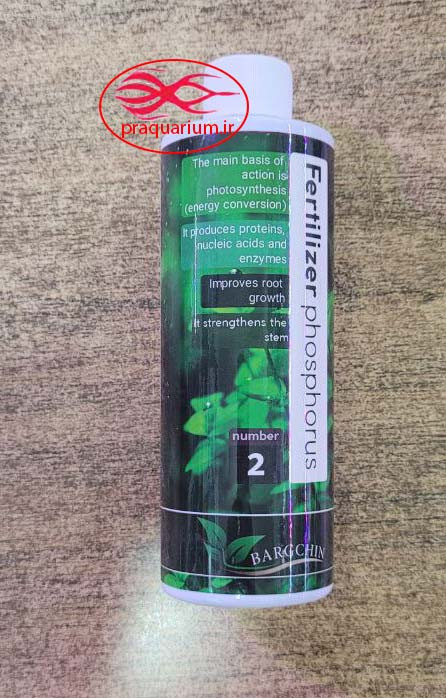 praquarium.ir
The main basis of
action is
photosynthesis
(energy conversion)
It produces proteins,
nucleic acids and
enzymes
Improves root
growth
It strengthens the
stem
Fertilizer phosphorus
number
2
BARGCHIN